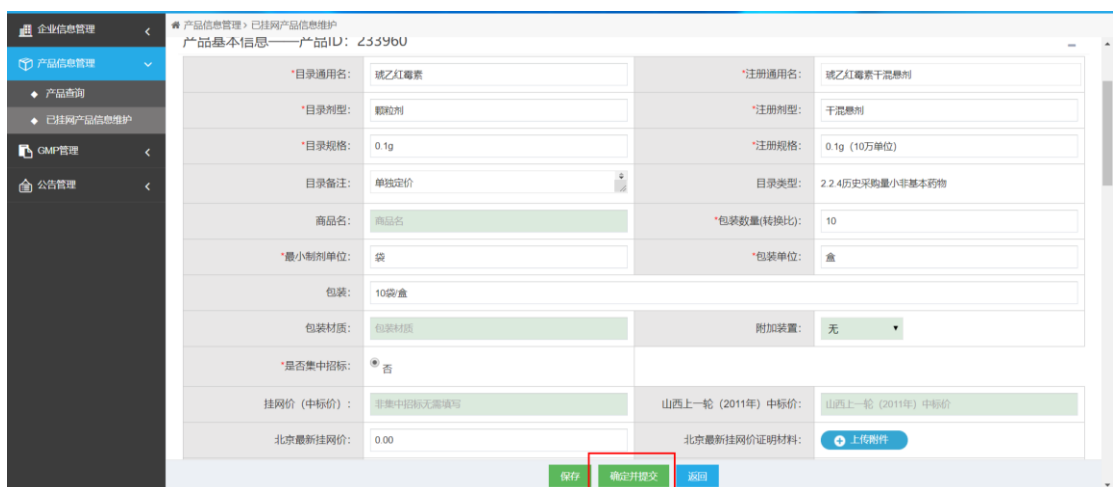 企业信息管理
产品信息管理 › 已挂网产品信息维护
产品基本信息——产品ID：233960
产品信息管理
产品查询
已挂网产品信息维护
GMP管理
公告管理
*目录通用名： 琥乙红霉素 *注册通用名： 琥乙红霉素干混悬剂
*目录剂型： 颗粒剂 *注册剂型： 干混悬剂
*目录规格： 0.1g *注册规格： 0.1g（10万单位）
目录备注： 单独定价 目录类型： 2.2.4历史采购量小非基本药物
商品名： 商品名 *包装数量(转换比)： 10
*最小制剂单位： 袋 *包装单位： 盒
包装： 10袋/盒
包装材质： 包装材质 附加装置： 无
*是否集中招标： 否
挂网价（中标价）： 非集中招标无需填写 山西上一轮（2011年）中标价： 山西上一轮（2011年）中标价
北京最新挂网价： 0.00 北京最新挂网价证明材料： 上传附件
保存 确定并提交 返回